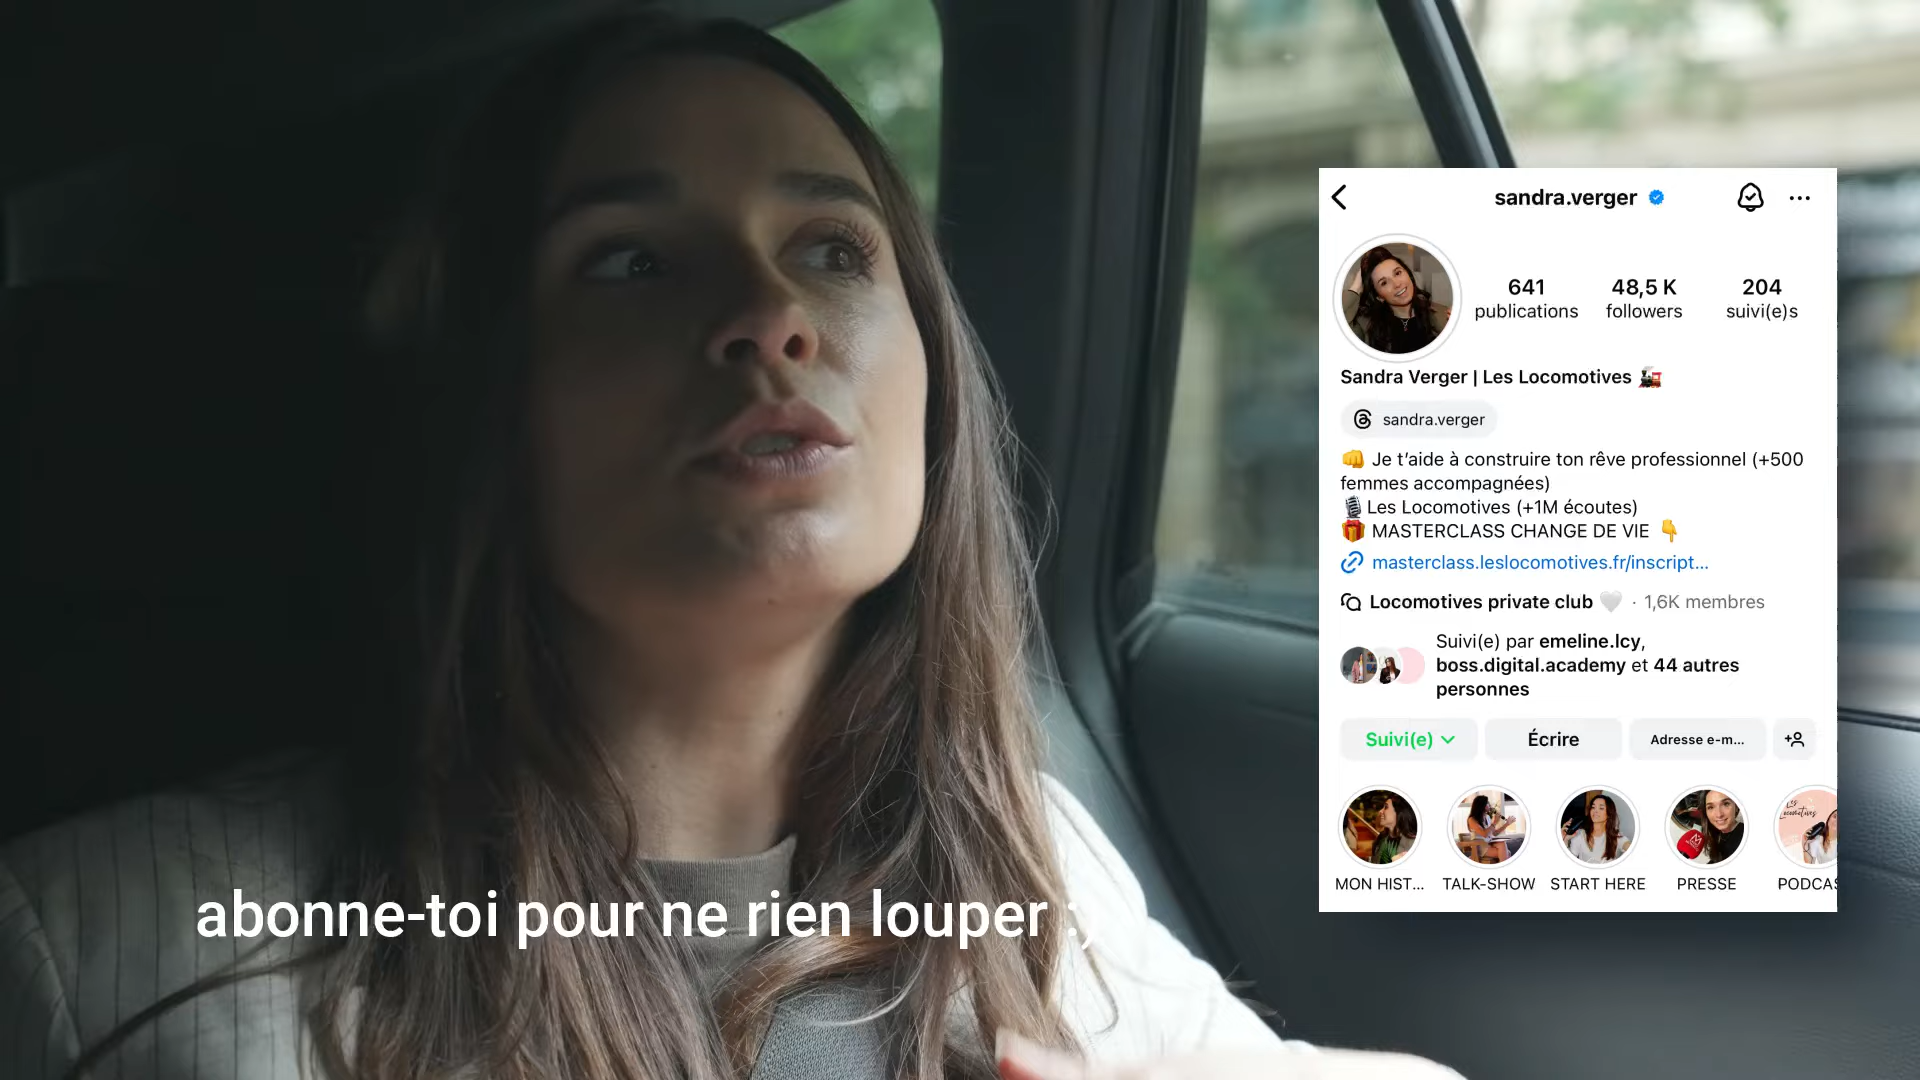 sandra.verger
641
48,5 K
204
publications
followers
suivi(e)s
Sandra Verger | Les Locomotives 🚂
sandra.verger
👊 Je t’aide à construire ton rêve professionnel (+500
femmes accompagnées)
🎙️Les Locomotives (+1M écoutes)
🎁 MASTERCLASS CHANGE DE VIE 👇
masterclass.leslocomotives.fr/inscript...
Locomotives private club 🤍 · 1,6K membres
Suivi(e) par emeline.lcy,
boss.digital.academy et 44 autres
personnes
Suivi(e)
Écrire
Adresse e-m...
Les
Locomotives
MON HIST...
TALK-SHOW
START HERE
PRESSE
PODCAS
abonne-toi pour ne rien louper :)